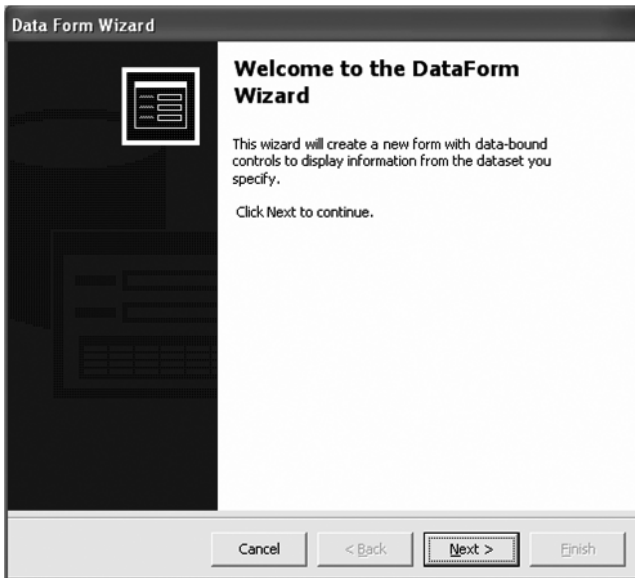 Data Form Wizard
Welcome to the DataForm
Wizard
This wizard will create a new form with data-bound
controls to display information from the dataset you
specify.
Click Next to continue.
Cancel
< Back
Next >
Finish